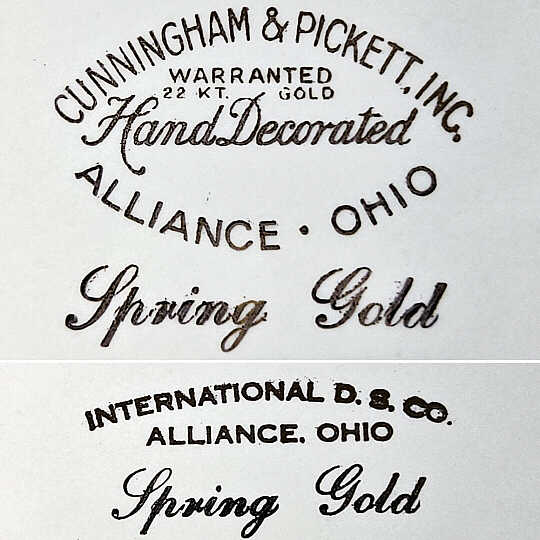 CUNNINGHAM & PICKETT, INC.
WARRANTED
22 KT. GOLD
Hand Decorated
ALLIANCE • OHIO
Spring Gold
INTERNATIONAL D. S. CO.
ALLIANCE. OHIO
Spring Gold